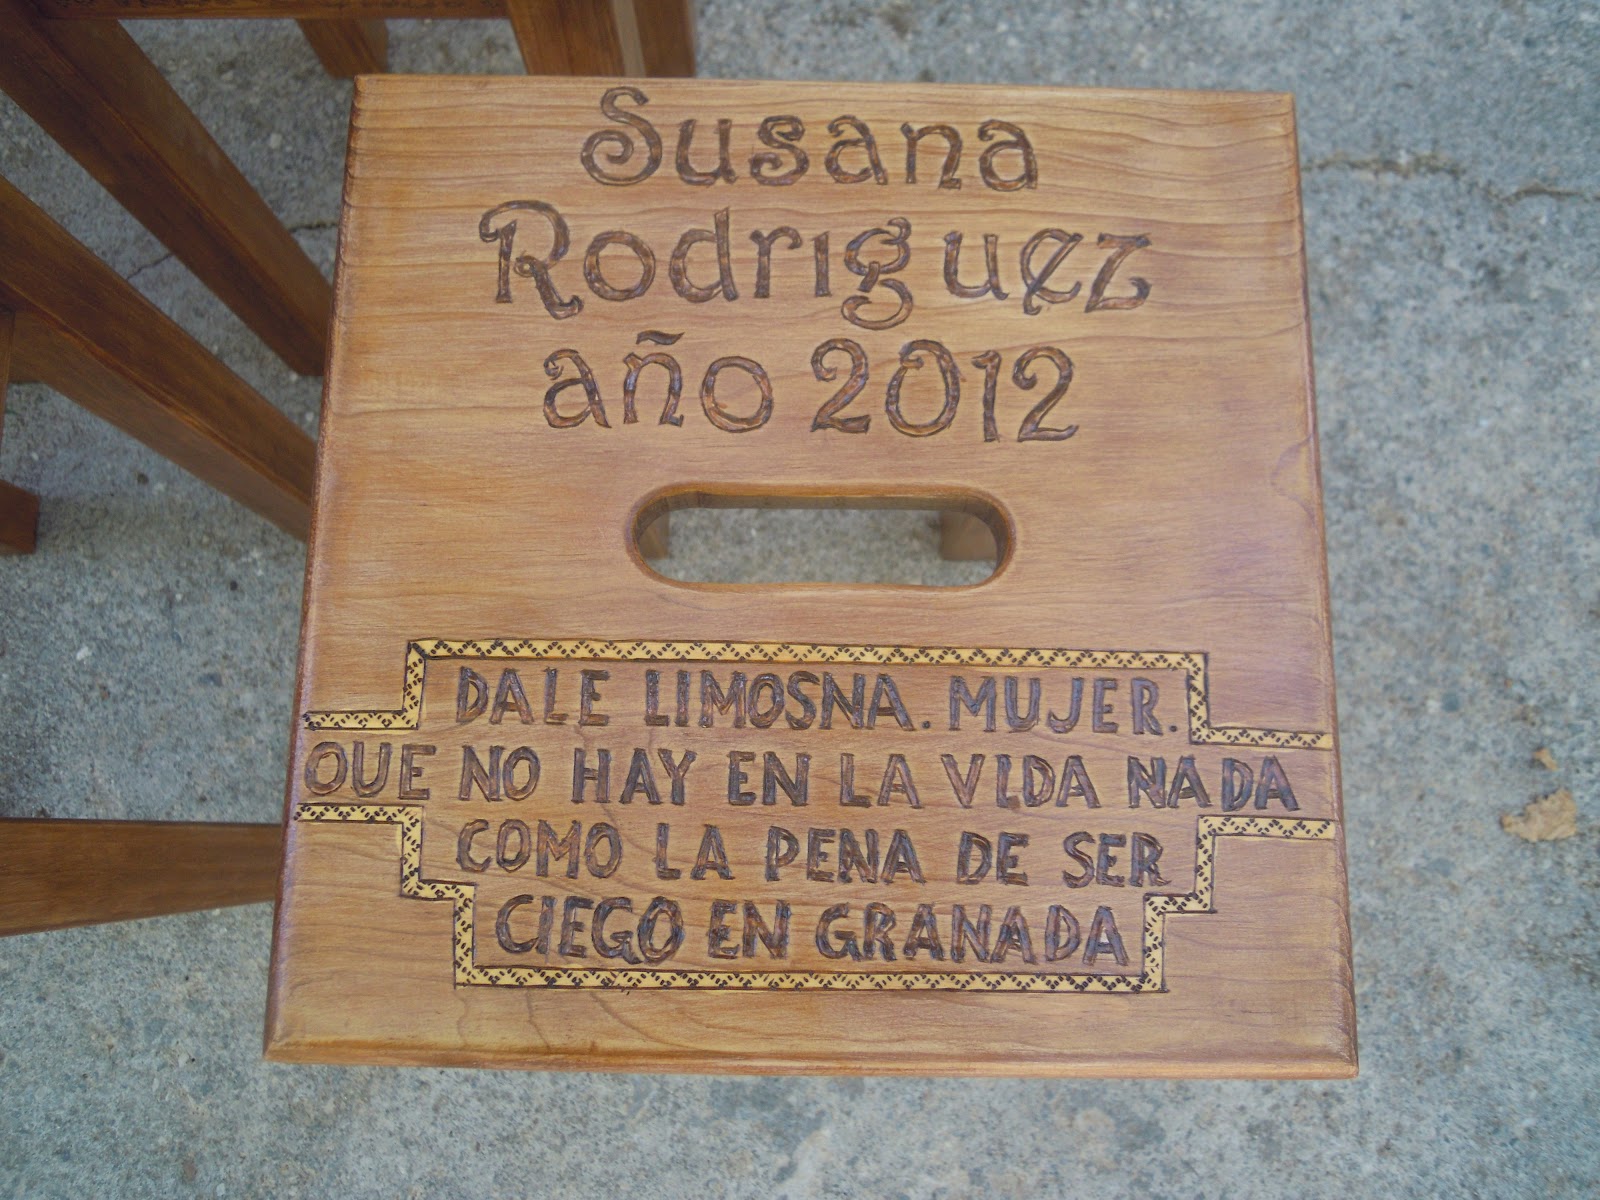 Susana
Rodriguez
año 2012
DALE LIMOSNA. MUJER.
QUE NO HAY EN LA VIDA NADA
COMO LA PENA DE SER
CIEGO EN GRANADA